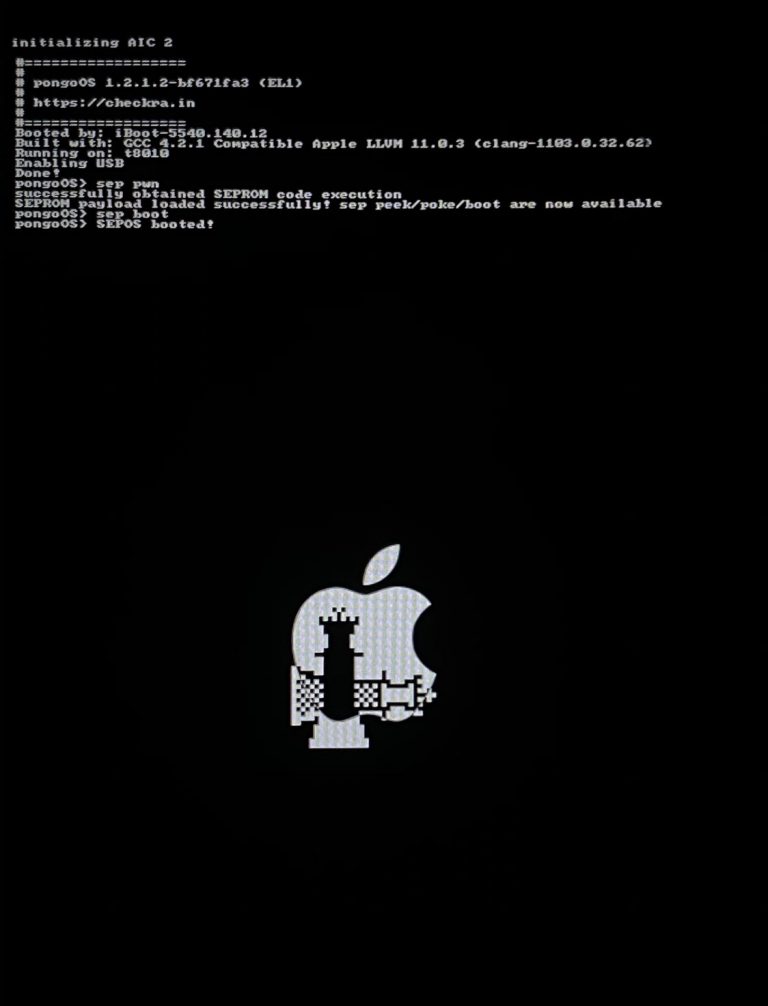 initializing AIC 2
#==================
#
# pongoOS 1.2.1.2-bf671fa3 (EL1)
#
# https://checkra.in
#
#==================
Booted by: iBoot-5540.140.12
Built with: GCC 4.2.1 Compatible Apple LLVM 11.0.3 (clang-1103.0.32.62)
Running on: t8010
Enabling USB
Done!
pongoOS> sep pwn
successfully obtained SEPROM code execution
SEPROM payload loaded successfully! sep peek/poke/boot are now available
pongoOS> sep boot
pongoOS> SEPOS booted!